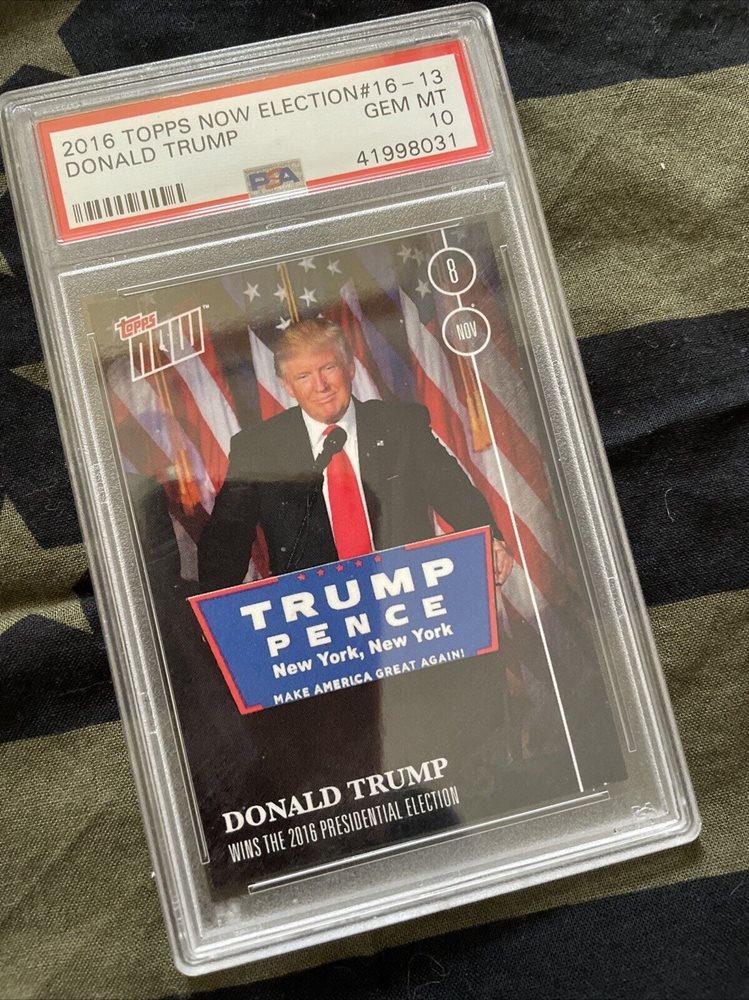 2016 TOPPS NOW ELECTION#16-13
DONALD TRUMP
GEM MT
10
PSA
41998031
topps
NOW™
8
NOV
TRUMP
PENCE
New York, New York
MAKE AMERICA GREAT AGAIN!
DONALD TRUMP
WINS THE 2016 PRESIDENTIAL ELECTION